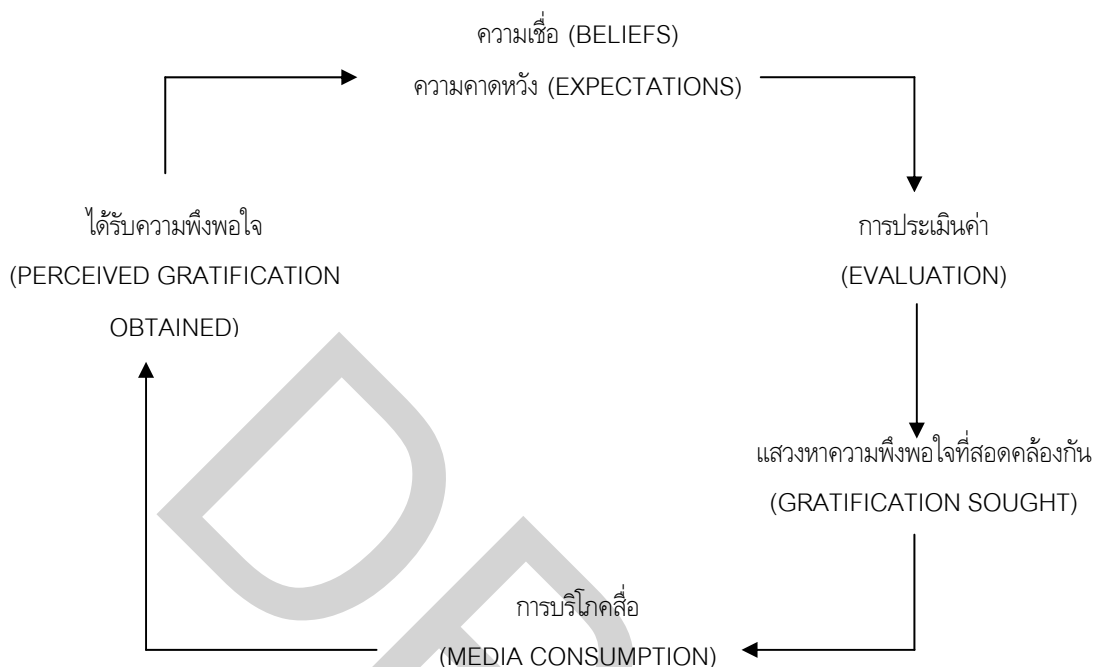 ความเชื่อ (BELIEFS)
ความคาดหวัง (EXPECTATIONS)
ได้รับความพึงพอใจ
(PERCEIVED GRATIFICATION
OBTAINED)
การประเมินค่า
(EVALUATION)
แสวงหาความพึงพอใจที่สอดคล้องกัน
(GRATIFICATION SOUGHT)
การบริโภคสื่อ
(MEDIA CONSUMPTION)